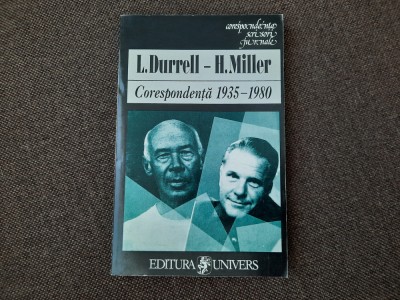 corespondență
scrisori
jurnale
L.Durrell – H.Miller
Corespondență 1935–1980
EDITURA UNIVERS